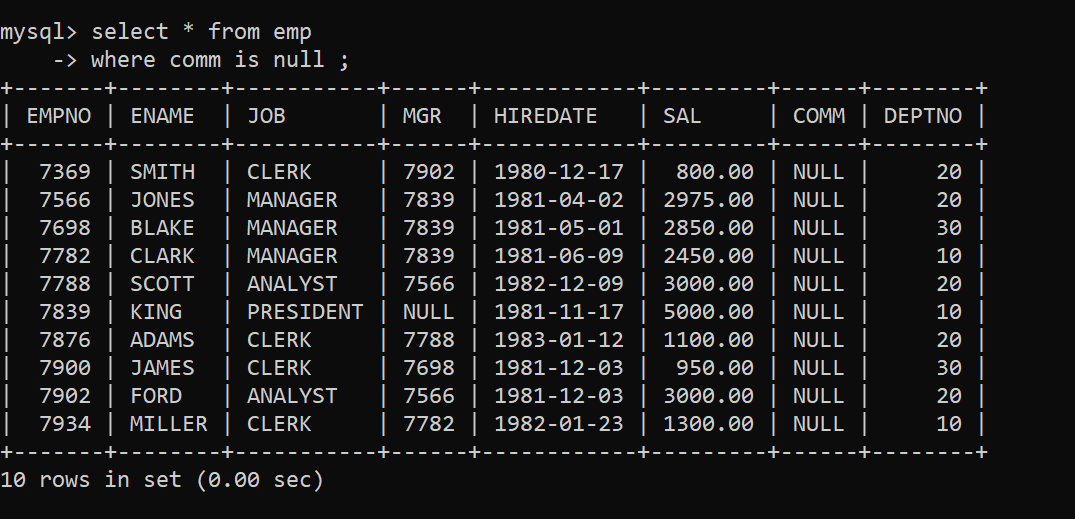 mysql> select * from emp
    -> where comm is null ;
+-------+--------+-----------+------+------------+---------+------+--------+
| EMPNO | ENAME  | JOB       | MGR  | HIREDATE   | SAL     | COMM | DEPTNO |
+-------+--------+-----------+------+------------+---------+------+--------+
|  7369 | SMITH  | CLERK     | 7902 | 1980-12-17 |  800.00 | NULL |     20 |
|  7566 | JONES  | MANAGER   | 7839 | 1981-04-02 | 2975.00 | NULL |     20 |
|  7698 | BLAKE  | MANAGER   | 7839 | 1981-05-01 | 2850.00 | NULL |     30 |
|  7782 | CLARK  | MANAGER   | 7839 | 1981-06-09 | 2450.00 | NULL |     10 |
|  7788 | SCOTT  | ANALYST   | 7566 | 1982-12-09 | 3000.00 | NULL |     20 |
|  7839 | KING   | PRESIDENT | NULL | 1981-11-17 | 5000.00 | NULL |     10 |
|  7876 | ADAMS  | CLERK     | 7788 | 1983-01-12 | 1100.00 | NULL |     20 |
|  7900 | JAMES  | CLERK     | 7698 | 1981-12-03 |  950.00 | NULL |     30 |
|  7902 | FORD   | ANALYST   | 7566 | 1981-12-03 | 3000.00 | NULL |     20 |
|  7934 | MILLER | CLERK     | 7782 | 1982-01-23 | 1300.00 | NULL |     10 |
+-------+--------+-----------+------+------------+---------+------+--------+
10 rows in set (0.00 sec)